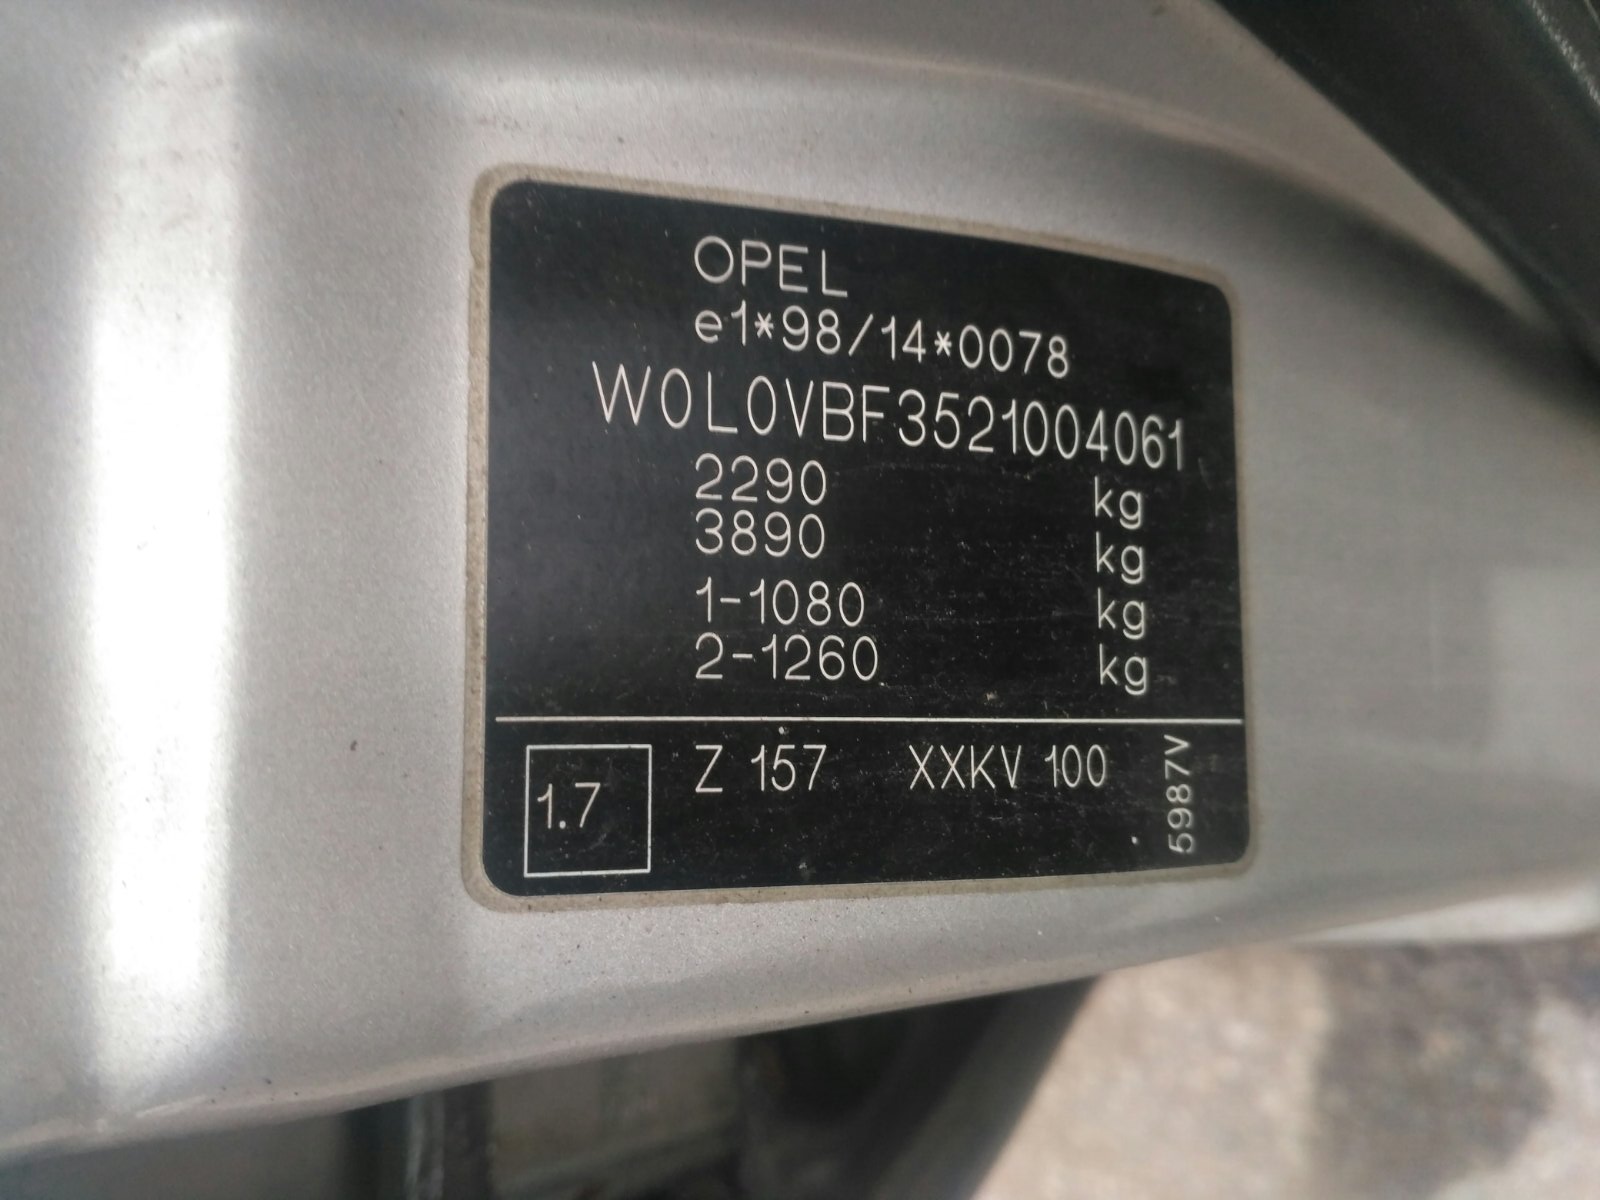 OPEL
e1*98/14*0078
W0L0VBF3521004061
2290 kg
3890 kg
1-1080 kg
2-1260 kg
1.7 Z 157 XXKV 100
5987V